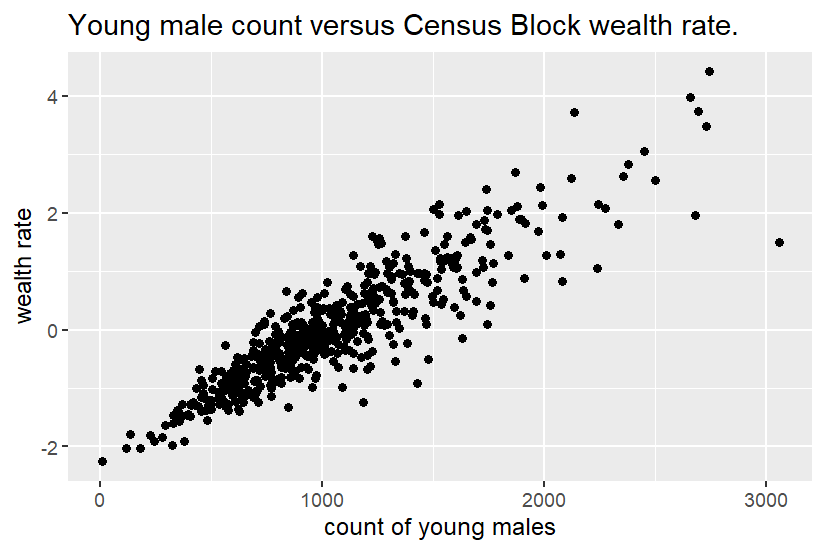 Young male count versus Census Block wealth rate.
4
2
0
-2
wealth rate
0 1000 2000 3000
count of young males